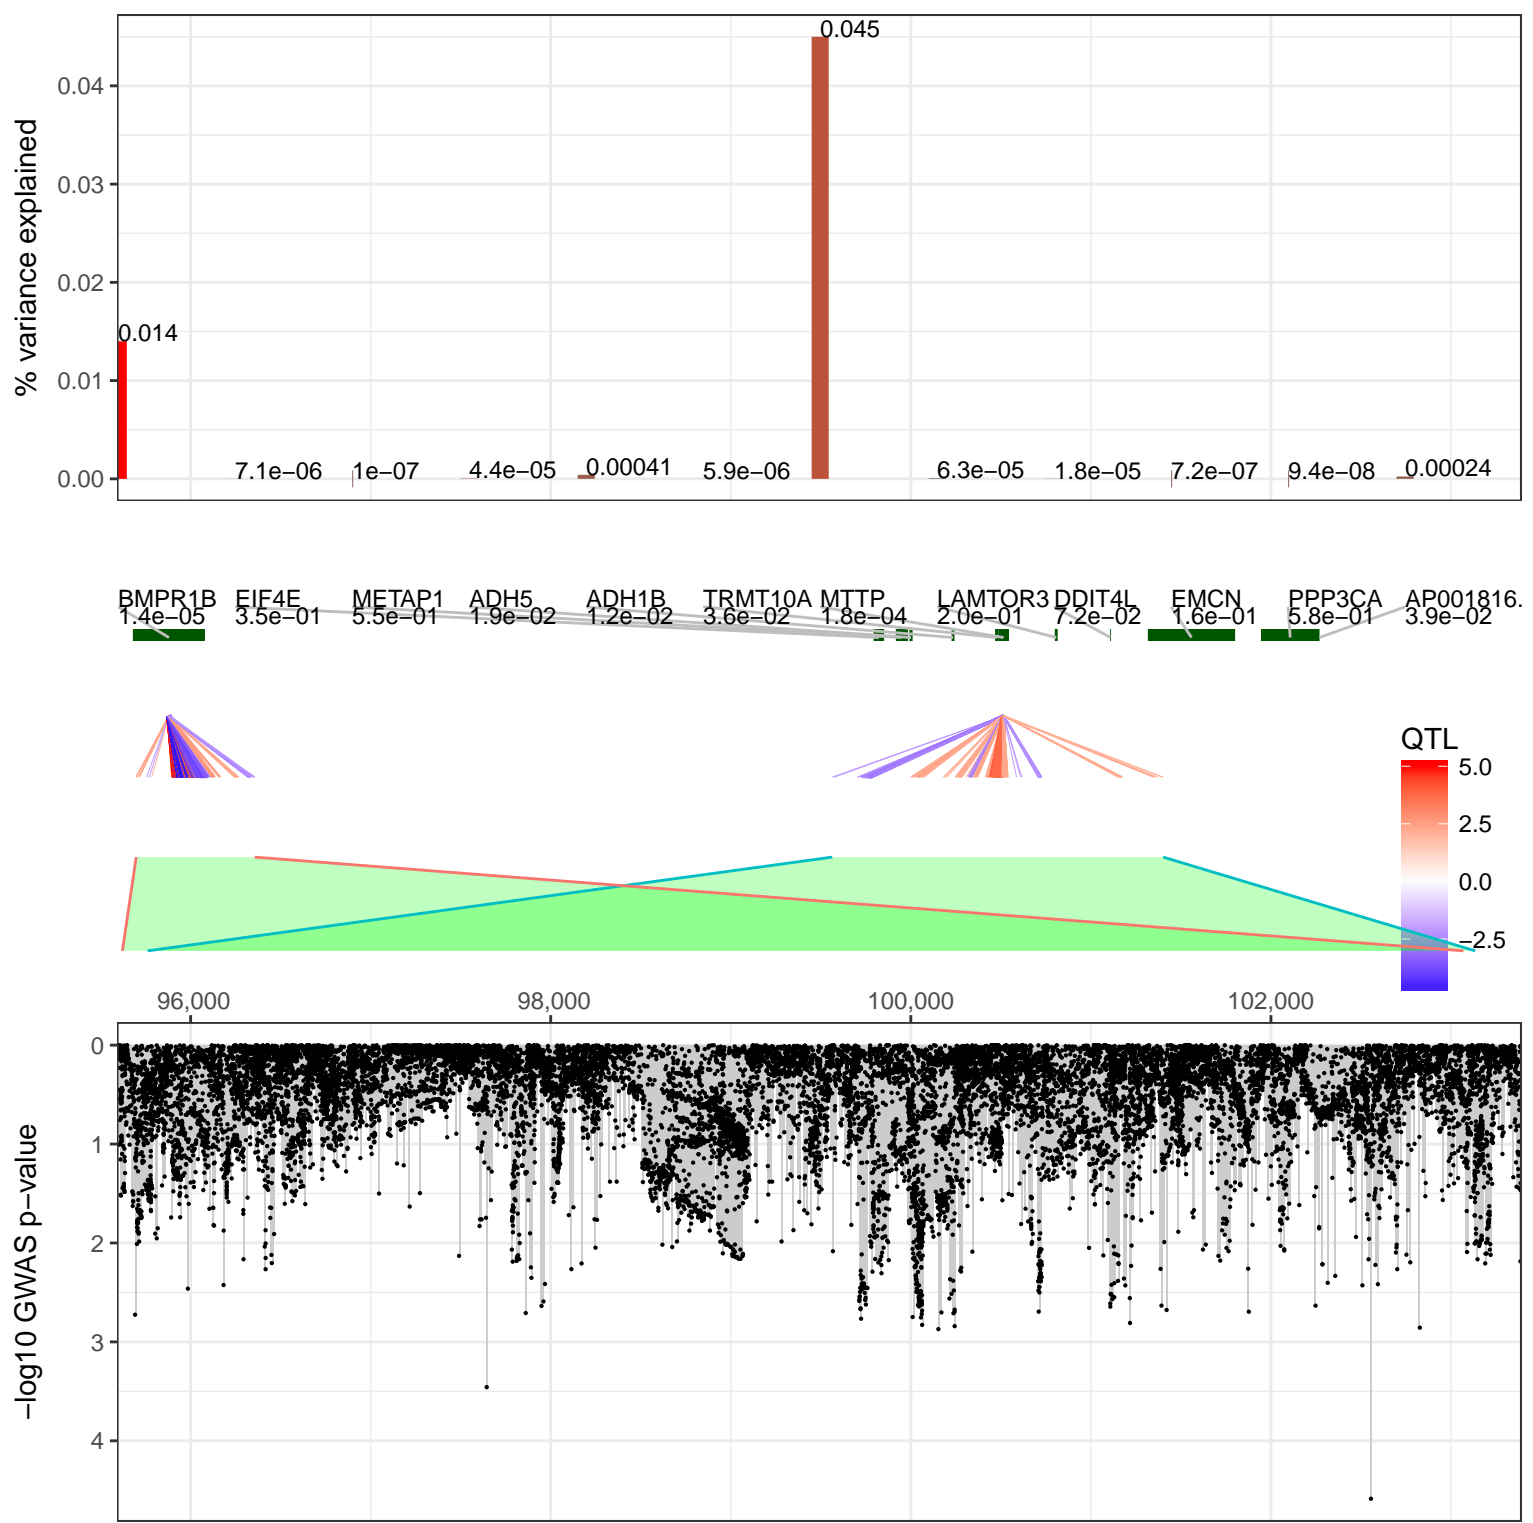 % variance explained
0.04
0.03
0.02
0.01
0.00
0.014
7.1e−06
1e−07
4.4e−05
0.00041
5.9e−06
0.045
6.3e−05
1.8e−05
7.2e−07
9.4e−08
0.00024
BMPR1B EIF4E METAP1 ADH5 ADH1B TRMT10A MTTP LAMTOR3 DDIT4L EMCN PPP3CA AP001816.
1.4e−05 3.5e−01 5.5e−01 1.9e−02 1.2e−02 3.6e−02 1.8e−04 2.0e−01 7.2e−02 1.6e−01 5.8e−01 3.9e−02
QTL
5.0
2.5
0.0
−2.5
96,000 98,000 100,000 102,000
−log10 GWAS p−value
0
1
2
3
4